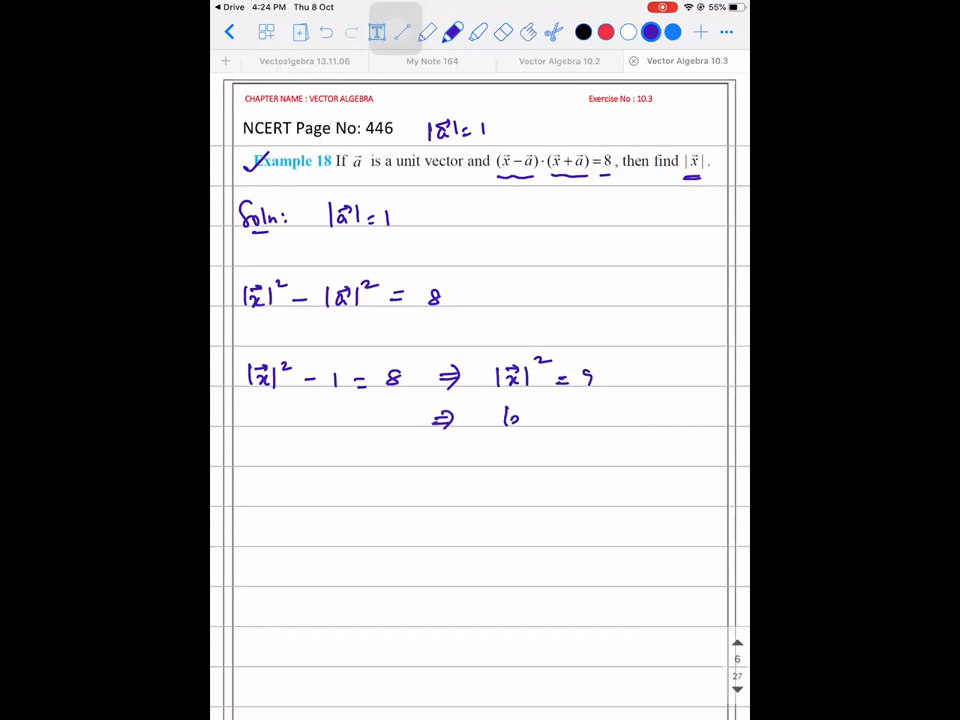 Drive 4:24 PM Thu 8 Oct 55%
Vectoalgebra 13.11.06 My Note 164 Vector Algebra 10.2 Vector Algebra 10.3
CHAPTER NAME : VECTOR ALGEBRA Exercise No : 10.3
NCERT Page No: 446 |a⃗| = 1
Example 18 If a⃗ is a unit vector and (x⃗ − a⃗)·(x⃗ + a⃗) = 8, then find |x⃗|.
Soln: |a⃗| = 1
|x⃗|² − |a⃗|² = 8
|x⃗|² − 1 = 8 ⇒ |x⃗|² = 9
⇒
6
27